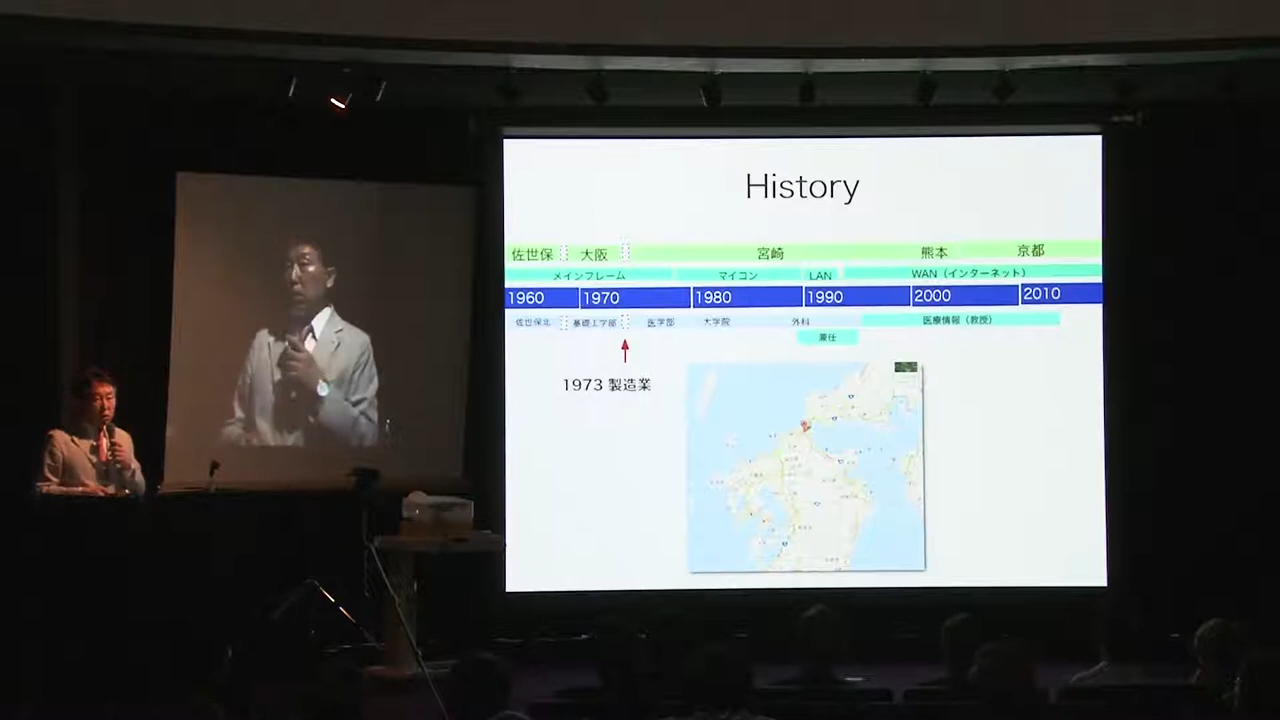 History
佐世保 大阪 宮崎 熊本 京都
メインフレーム マイコン LAN WAN（インターネット）
1960 1970 1980 1990 2000 2010
佐世保北 基礎工学部 医学部 大学院 外科 医療情報（教授）
兼任
1973 製造業